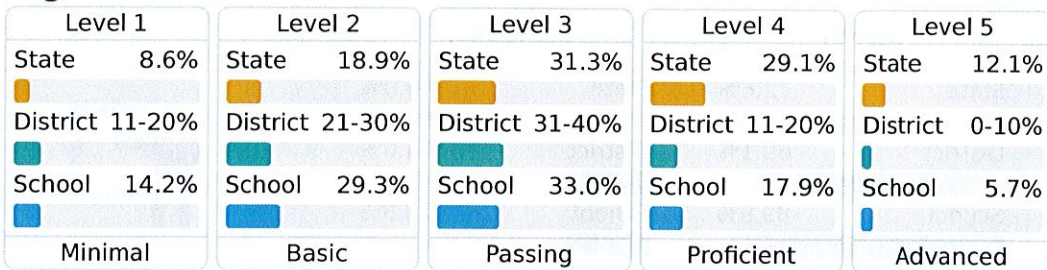 Level 1 Level 2 Level 3 Level 4 Level 5
State 8.6% State 18.9% State 31.3% State 29.1% State 12.1%
District 11-20% District 21-30% District 31-40% District 11-20% District 0-10%
School 14.2% School 29.3% School 33.0% School 17.9% School 5.7%
Minimal Basic Passing Proficient Advanced